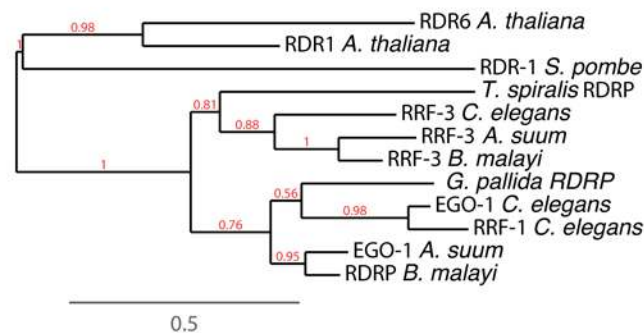 0.98
RDR6 A. thaliana
1
RDR1 A. thaliana
RDR-1 S. pombe
T. spiralis RDRP
0.81
RRF-3 C. elegans
0.88
RRF-3 A. suum
1
RRF-3 B. malayi
1
G. pallida RDRP
0.56
EGO-1 C. elegans
0.98
RRF-1 C. elegans
0.76
EGO-1 A. suum
0.95
RDRP B. malayi
0.5